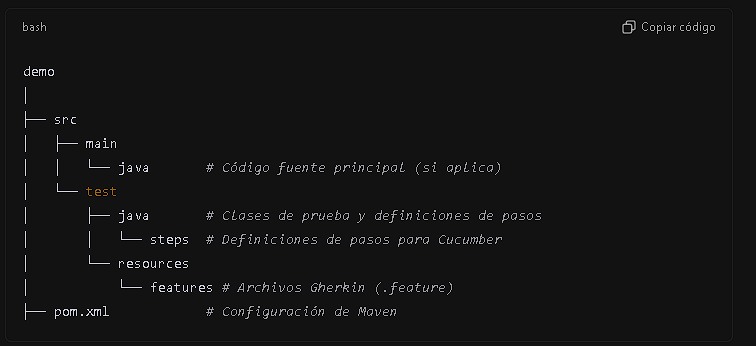 bash
Copiar código
demo
│
├── src
│   ├── main
│   │   └── java       # Código fuente principal (si aplica)
│   └── test
│       ├── java       # Clases de prueba y definiciones de pasos
│       │   └── steps  # Definiciones de pasos para Cucumber
│       └── resources
│           └── features # Archivos Gherkin (.feature)
├── pom.xml            # Configuración de Maven